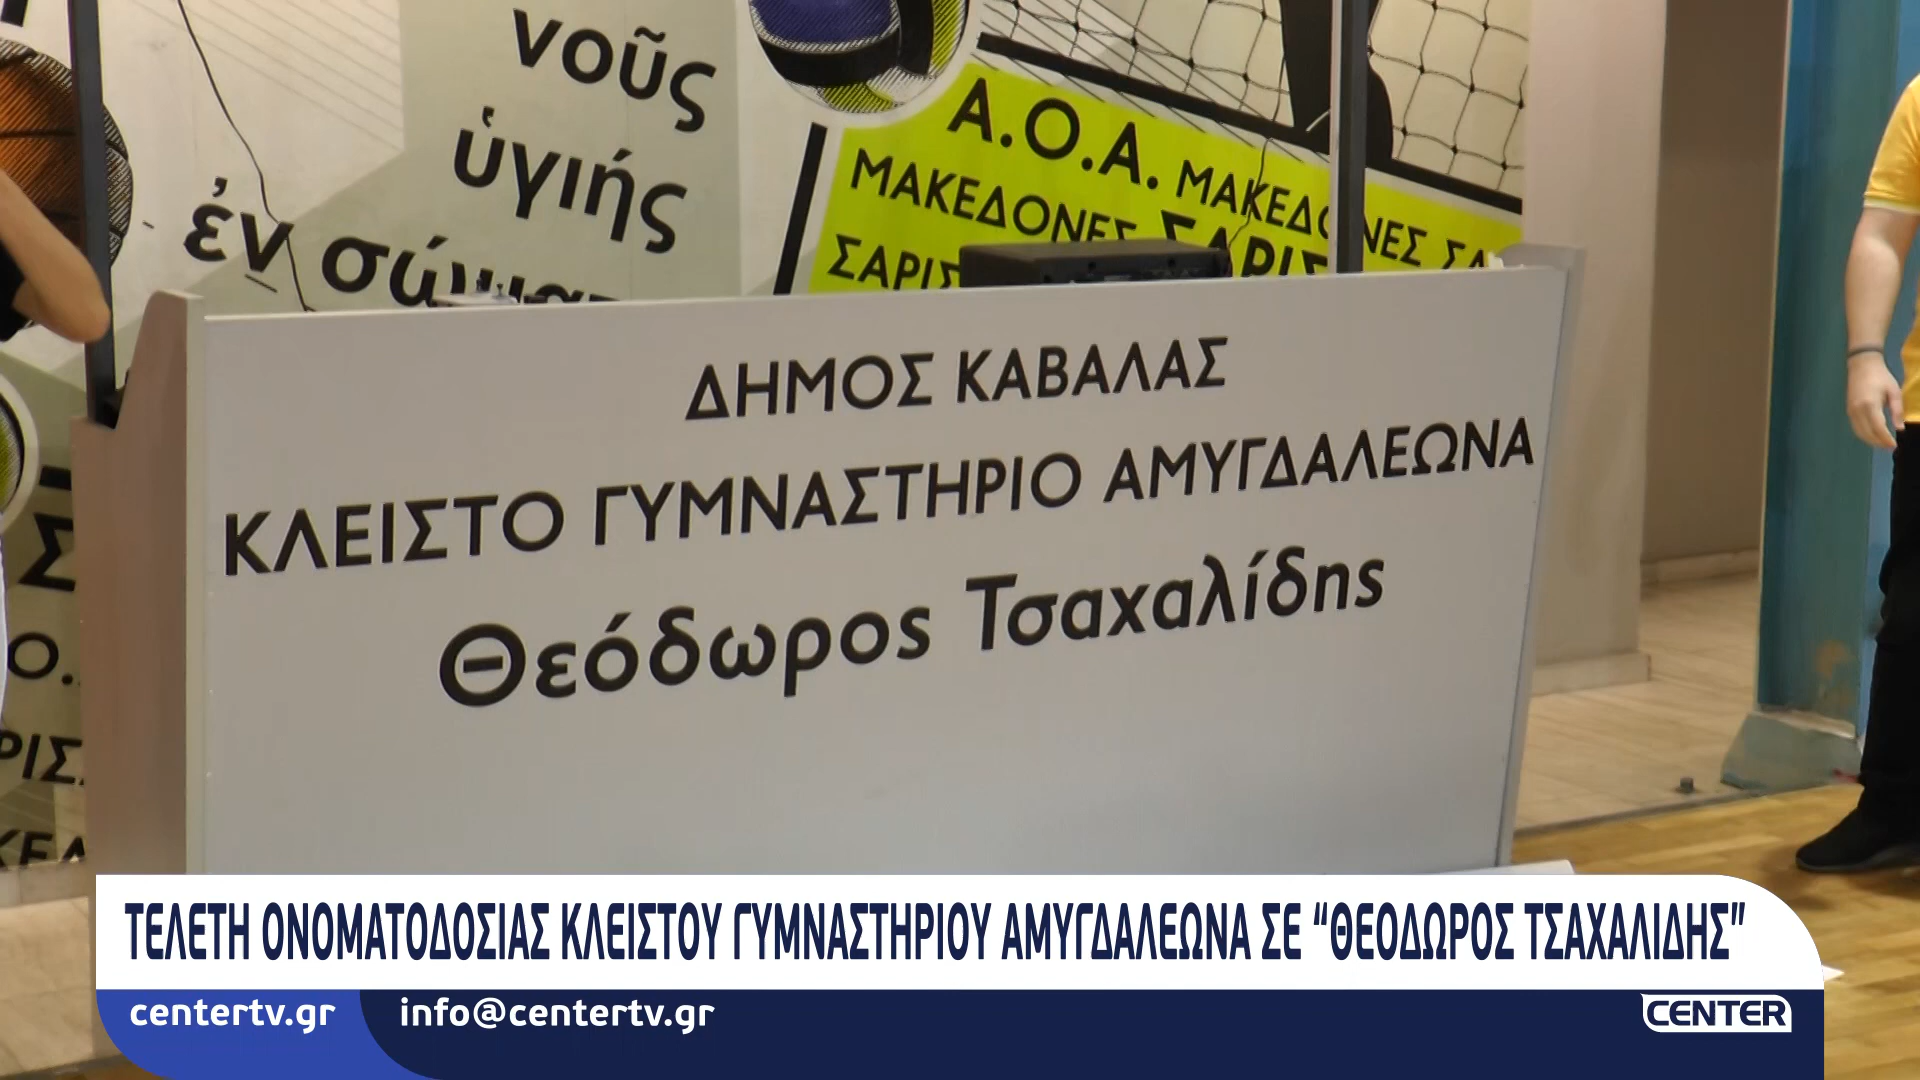 νοῦς
ὑγιής
ἐν σώματι
Α.Ο.Α. ΜΑΚΕΔΟΝΕΣ
ΜΑΚΕΔΟΝΕΣ
ΔΗΜΟΣ ΚΑΒΑΛΑΣ
ΚΛΕΙΣΤΟ ΓΥΜΝΑΣΤΗΡΙΟ ΑΜΥΓΔΑΛΕΩΝΑ
Θεόδωρος Τσαχαλίδης
ΤΕΛΕΤΗ ΟΝΟΜΑΤΟΔΟΣΙΑΣ ΚΛΕΙΣΤΟΥ ΓΥΜΝΑΣΤΗΡΙΟΥ ΑΜΥΓΔΑΛΕΩΝΑ ΣΕ “ΘΕΟΔΩΡΟΣ ΤΣΑΧΑΛΙΔΗΣ”
centertv.gr info@centertv.gr CENTER